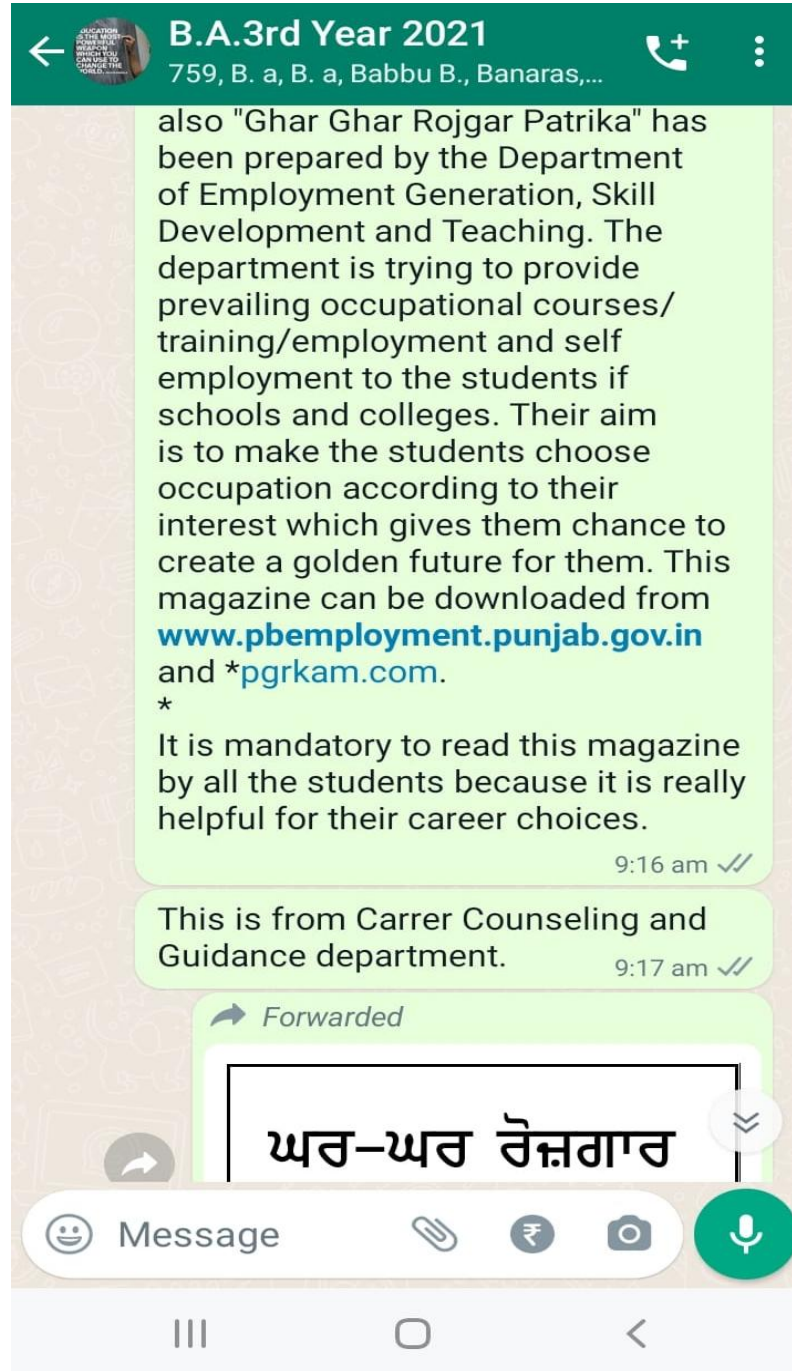 B.A.3rd Year 2021
759, B. a, B. a, Babbu B., Banaras,...
also "Ghar Ghar Rojgar Patrika" has
been prepared by the Department
of Employment Generation, Skill
Development and Teaching. The
department is trying to provide
prevailing occupational courses/
training/employment and self
employment to the students if
schools and colleges. Their aim
is to make the students choose
occupation according to their
interest which gives them chance to
create a golden future for them. This
magazine can be downloaded from
www.pbemployment.punjab.gov.in
and *pgrkam.com.
*
It is mandatory to read this magazine
by all the students because it is really
helpful for their career choices.
9:16 am
This is from Carrer Counseling and
Guidance department.
9:17 am
Forwarded
ਘਰ-ਘਰ ਰੋਜ਼ਗਾਰ
Message